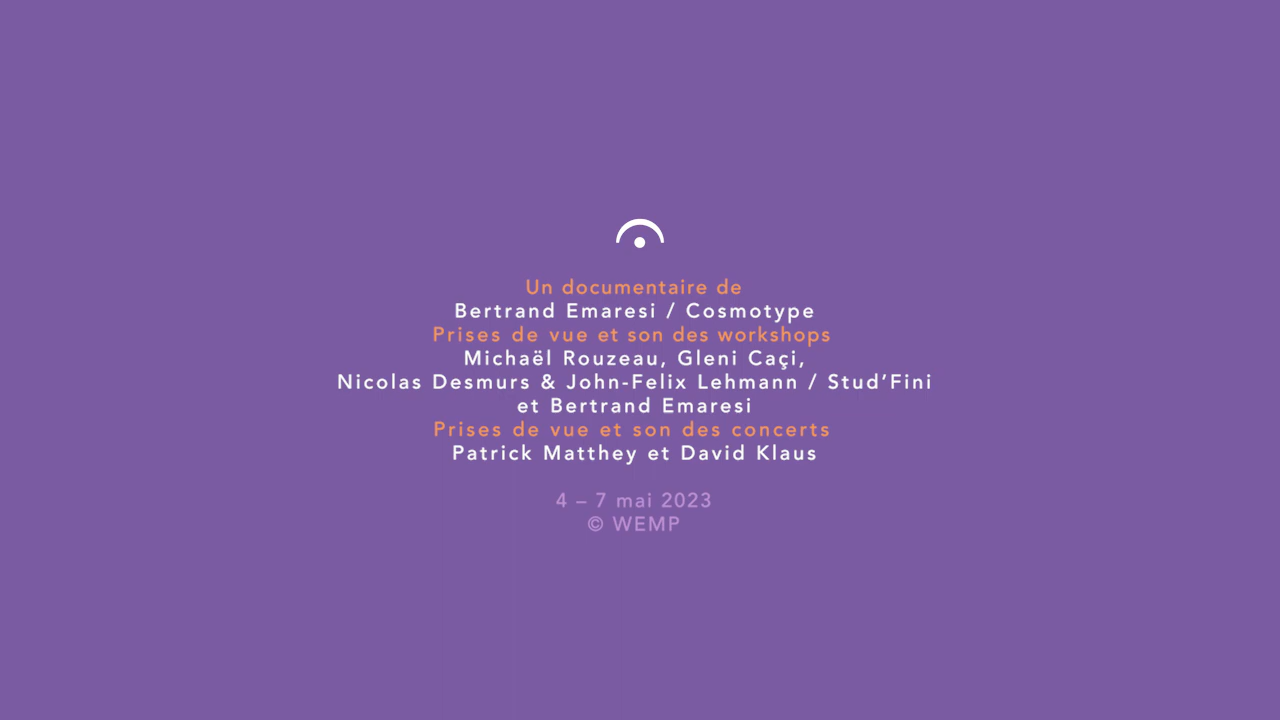 Un documentaire de
Bertrand Emaresi / Cosmotype
Prises de vue et son des workshops
Michaël Rouzeau, Gleni Caçi,
Nicolas Desmurs & John-Felix Lehmann / Stud’Fini
et Bertrand Emaresi
Prises de vue et son des concerts
Patrick Matthey et David Klaus
4 – 7 mai 2023
© WEMP